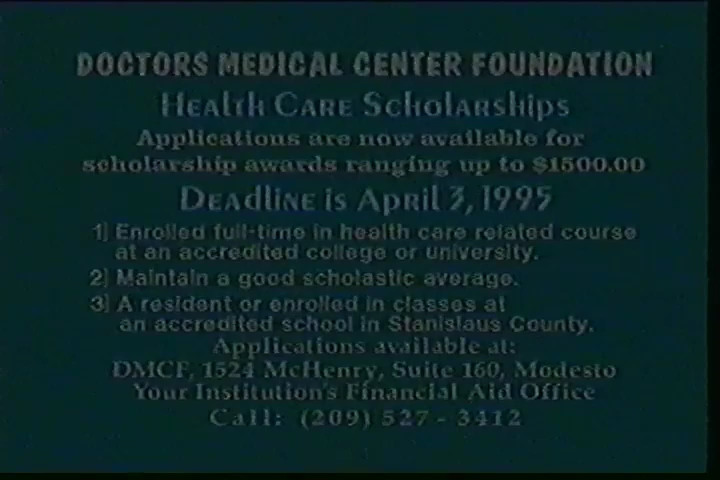 DOCTORS MEDICAL CENTER FOUNDATION
HEALTH CARE SCHOLARSHIPS
Applications are now available for
scholarship awards ranging up to $1500.00
DEADLINE IS APRIL 3, 1995
1) Enrolled full-time in health care related course
at an accredited college or university.
2) Maintain a good scholastic average.
3) A resident or enrolled in classes at
an accredited school in Stanislaus County.
Applications available at:
DMCF, 1524 McHenry, Suite 160, Modesto
Your Institution's Financial Aid Office
Call: (209) 527-3412